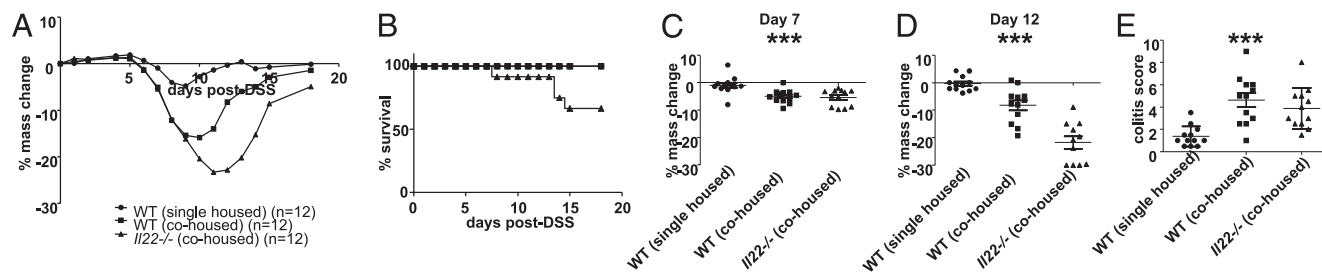 A
10
0
-10
-20
-30
% mass change
5
10
15
20
days post-DSS
WT (single housed) (n=12)
WT (co-housed) (n=12)
Il22-/- (co-housed) (n=12)
B
100
50
0
% survival
0
5
10
15
20
days post-DSS
C
Day 7
***
10
0
-10
-20
-30
% mass change
WT (single housed)
WT (co-housed)
Il22-/- (co-housed)
D
Day 12
***
10
0
-10
-20
-30
% mass change
WT (single housed)
WT (co-housed)
Il22-/- (co-housed)
E
***
10
8
6
4
2
0
colitis score
WT (single housed)
WT (co-housed)
Il22-/- (co-housed)